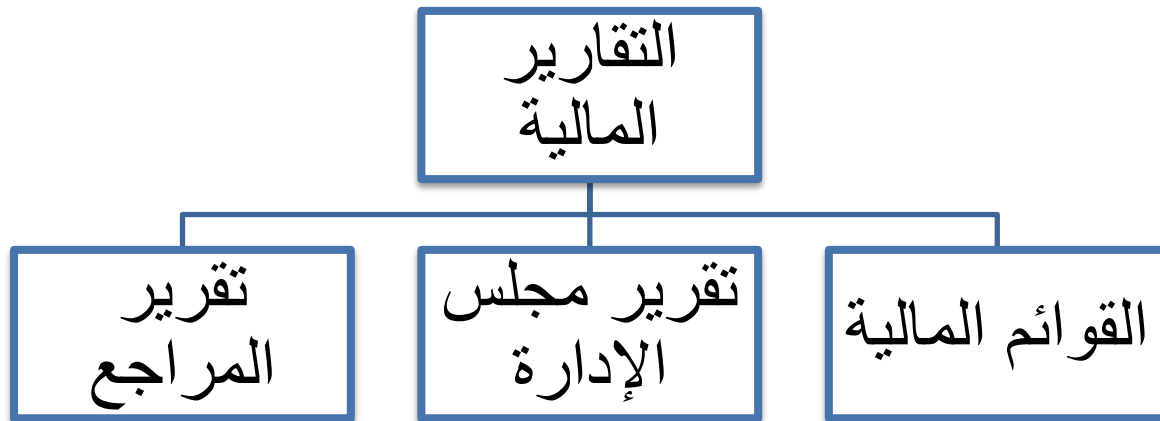 التقارير
المالية
القوائم المالية
تقرير مجلس
الإدارة
تقرير
المراجع